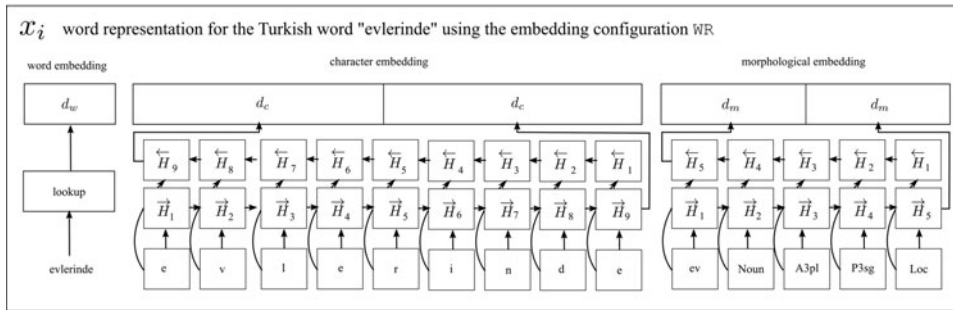 x_i word representation for the Turkish word "evlerinde" using the embedding configuration WR
word embedding character embedding morphological embedding
d_w d_c d_c d_m d_m
←H_9 ←H_8 ←H_7 ←H_6 ←H_5 ←H_4 ←H_3 ←H_2 ←H_1 ←H_5 ←H_4 ←H_3 ←H_2 ←H_1
lookup →H_1 →H_2 →H_3 →H_4 →H_5 →H_6 →H_7 →H_8 →H_9 →H_1 →H_2 →H_3 →H_4 →H_5
evlerinde e v l e r i n d e ev Noun A3pl P3sg Loc